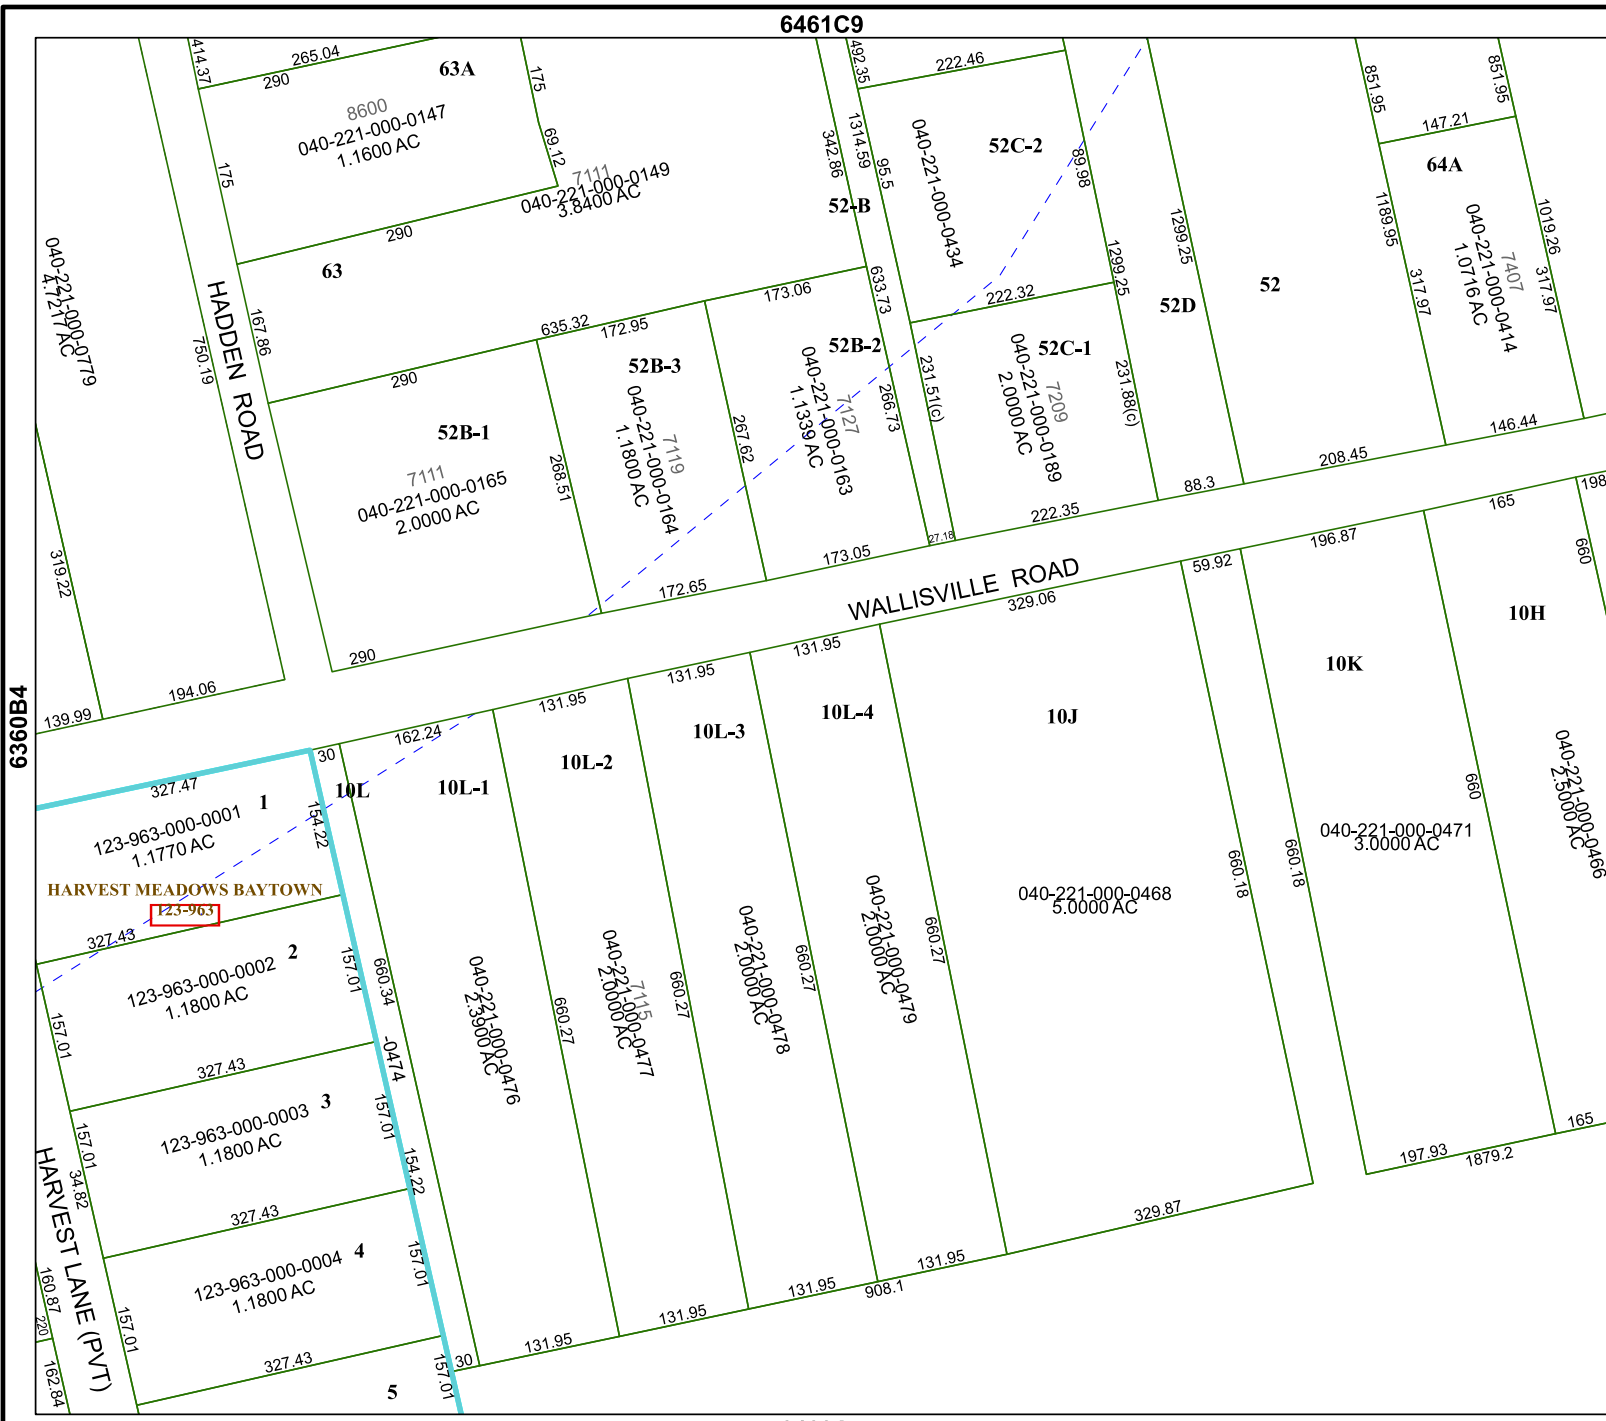 6461C9
6360B4
414.37
265.04
290
63A
8600
040-221-000-0147
1.1600 AC
175
175
69.12
7111
040-221-000-0149
3.8400 AC
290
63
342.86
492.35
1314.59
95.5
52-B
222.46
52C-2
040-221-000-0434
89.98
1299.25
222.32
52D
1299.25
52
851.95
851.95
147.21
64A
1189.95
317.97
7407
040-221-000-0414
1.0716 AC
1019.26
317.97
040-221-000-0779
4.7217 AC
HADDEN ROAD
750.19
167.86
635.32
172.95
173.06
633.73
290
52B-1
7111
040-221-000-0165
2.0000 AC
268.51
52B-3
7119
040-221-000-0164
1.1800 AC
267.62
52B-2
7127
040-221-000-0163
1.1339 AC
266.73
231.51(c)
52C-1
7209
040-221-000-0189
2.0000 AC
231.88(c)
319.22
139.99
194.06
290
172.65
173.05
27.18
222.35
88.3
208.45
146.44
WALLISVILLE ROAD
327.47
30
162.24
131.95
131.95
131.95
329.06
59.92
196.87
165
198
660
1
123-963-000-0001
1.1770 AC
154.22
HARVEST MEADOWS BAYTOWN
123-963
327.43
2
123-963-000-0002
1.1800 AC
157.01
157.01
327.43
3
123-963-000-0003
1.1800 AC
157.01
157.01
34.82
327.43
4
123-963-000-0004
1.1800 AC
157.01
157.01
327.43
5
157.01
HARVEST LANE (PVT)
160.87
220
162.84
10L
660.34
-0474
154.22
30
10L-1
040-221-000-0476
2.3900 AC
660.27
131.95
10L-2
7115
040-221-000-0477
2.0000 AC
660.27
131.95
10L-3
040-221-000-0478
2.0000 AC
660.27
131.95
908.1
10L-4
040-221-000-0479
2.0000 AC
660.27
131.95
10J
040-221-000-0468
5.0000 AC
660.18
329.87
10K
660.18
040-221-000-0471
3.0000 AC
660
197.93
1879.2
10H
040-221-000-0466
2.5000 AC
165